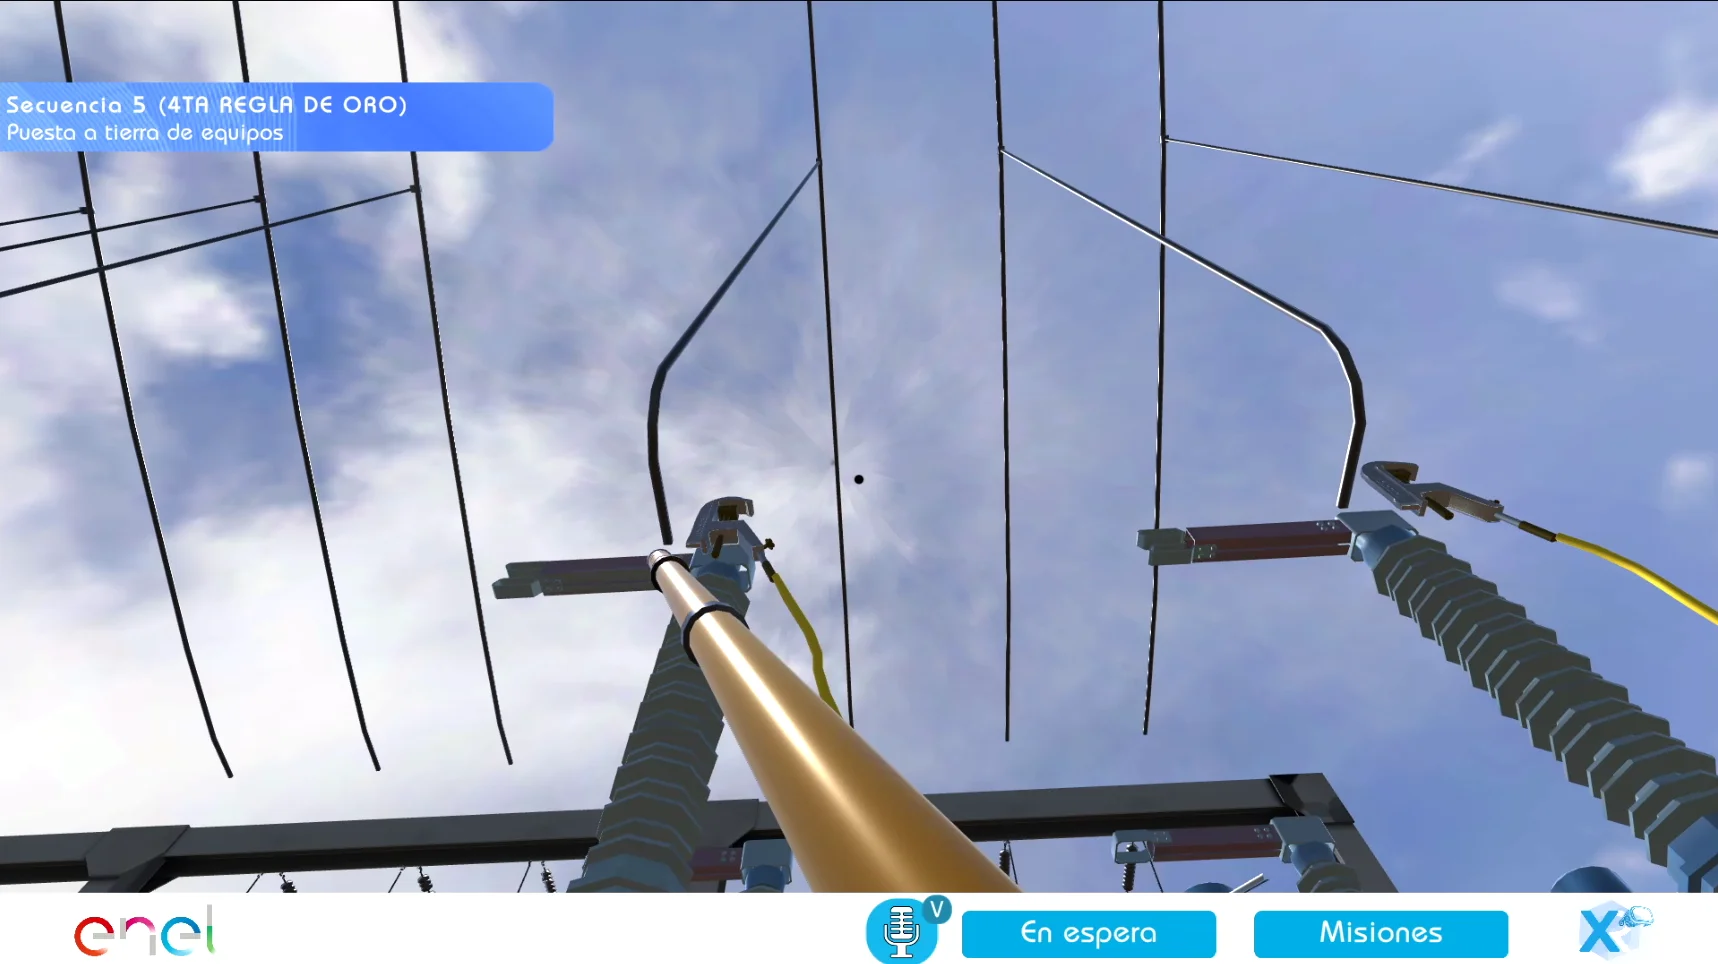 Secuencia 5 (4TA REGLA DE ORO)
Puesta a tierra de equipos
enel
V
En espera
Misiones
X